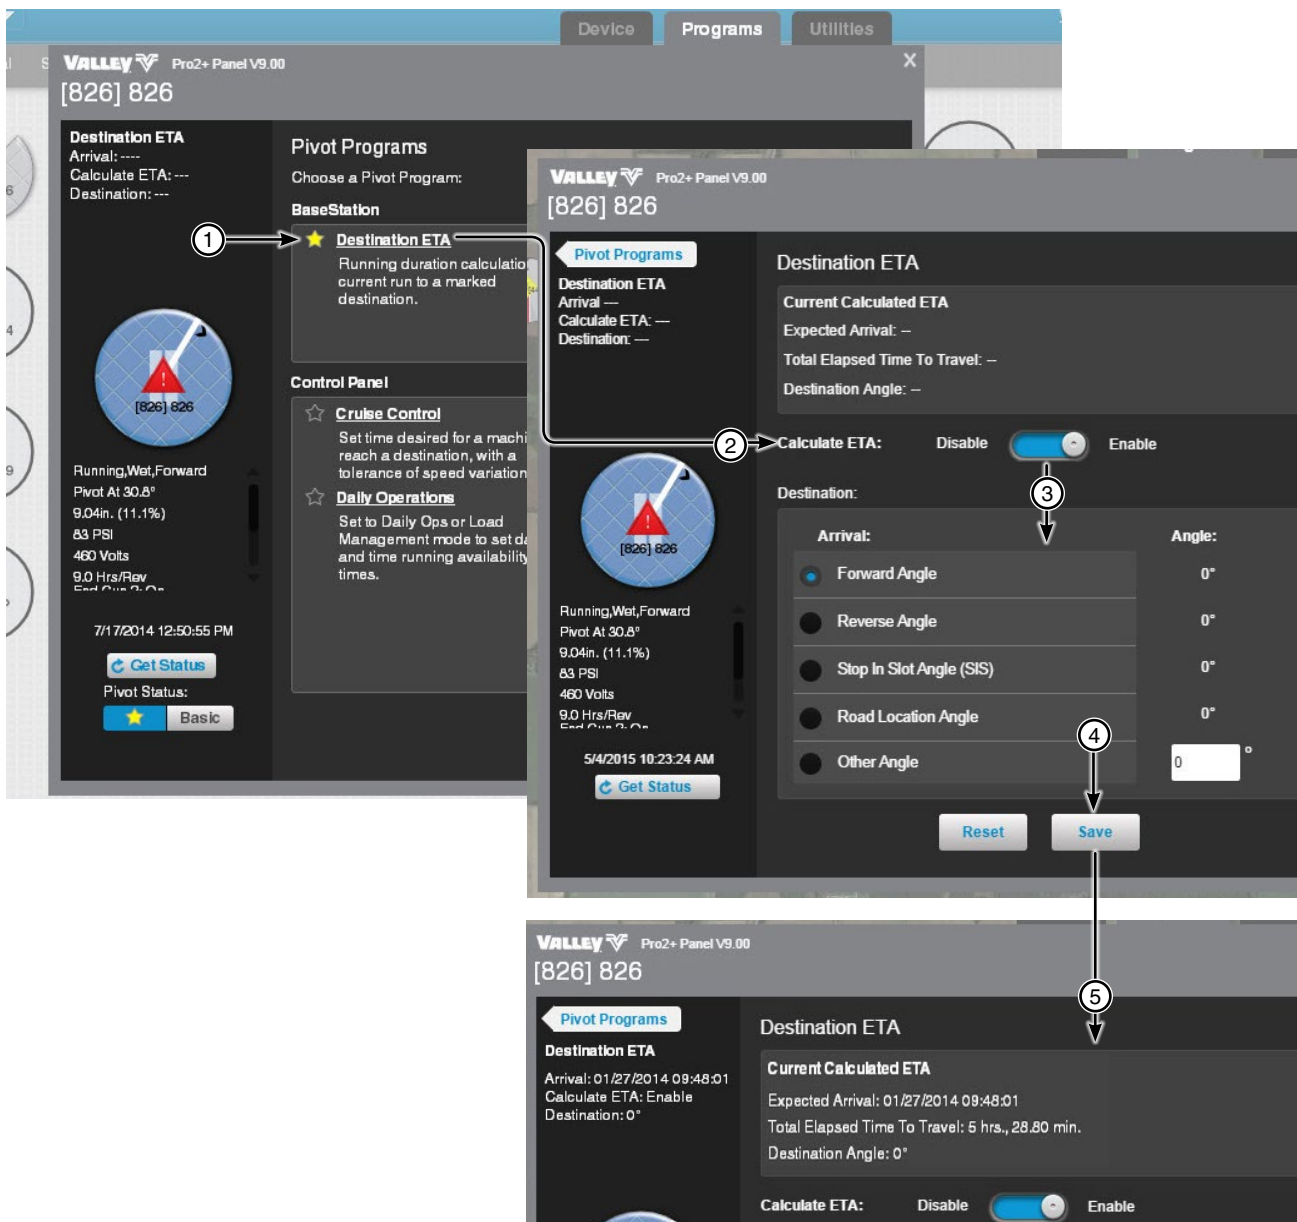 Device
Programs
Utilities
VALLEY Pro2+ Panel V9.00
X
[826] 826
Destination ETA
Arrival: ----
Calculate ETA: ---
Destination: ---
[826] 826
Running,Wet,Forward
Pivot At 30.8°
9.04in. (11.1%)
83 PSI
460 Volts
9.0 Hrs/Rev
7/17/2014 12:50:55 PM
Get Status
Pivot Status:
Basic
Pivot Programs
Choose a Pivot Program:
BaseStation
1
Destination ETA
Running duration calculatio
current run to a marked
destination.
Control Panel
Cruise Control
Set time desired for a machi
reach a destination, with a
tolerance of speed variation
Daily Operations
Set to Daily Ops or Load
Management mode to set da
and time running availability
times.
VALLEY Pro2+ Panel V9.00
[826] 826
Pivot Programs
Destination ETA
Arrival ---
Calculate ETA: ---
Destination: ---
[826] 826
Running,Wet,Forward
Pivot At 30.8°
9.04in. (11.1%)
83 PSI
460 Volts
9.0 Hrs/Rev
5/4/2015 10:23:24 AM
Get Status
Destination ETA
Current Calculated ETA
Expected Arrival: --
Total Elapsed Time To Travel: --
Destination Angle: --
2
Calculate ETA: Disable Enable
3
Destination:
Arrival: Angle:
Forward Angle 0°
Reverse Angle 0°
Stop In Slot Angle (SIS) 0°
Road Location Angle 0°
4
Other Angle 0 °
Reset Save
VALLEY Pro2+ Panel V9.00
[826] 826
5
Pivot Programs
Destination ETA
Arrival: 01/27/2014 09:48:01
Calculate ETA: Enable
Destination: 0°
Destination ETA
Current Calculated ETA
Expected Arrival: 01/27/2014 09:48:01
Total Elapsed Time To Travel: 5 hrs., 28.80 min.
Destination Angle: 0°
Calculate ETA: Disable Enable